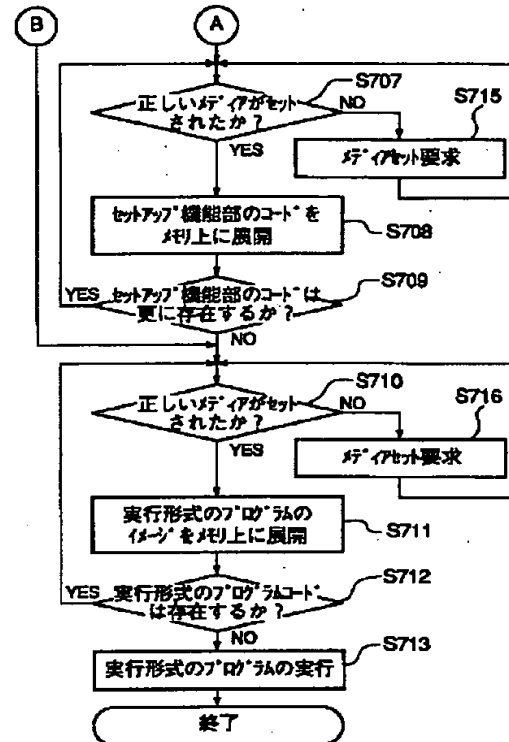 B
A
正しいメディアがセット
されたか？
S707
NO
YES
S715
メディアセット要求
セットアップ機能部のコードを
メモリ上に展開
S708
YES
セットアップ機能部のコードは
更に存在するか？
S709
NO
正しいメディアがセット
されたか？
S710
NO
YES
S716
メディアセット要求
実行形式のプログラムの
イメージをメモリ上に展開
S711
YES
実行形式のプログラムコード
は存在するか？
S712
NO
実行形式のプログラムの実行
S713
終了